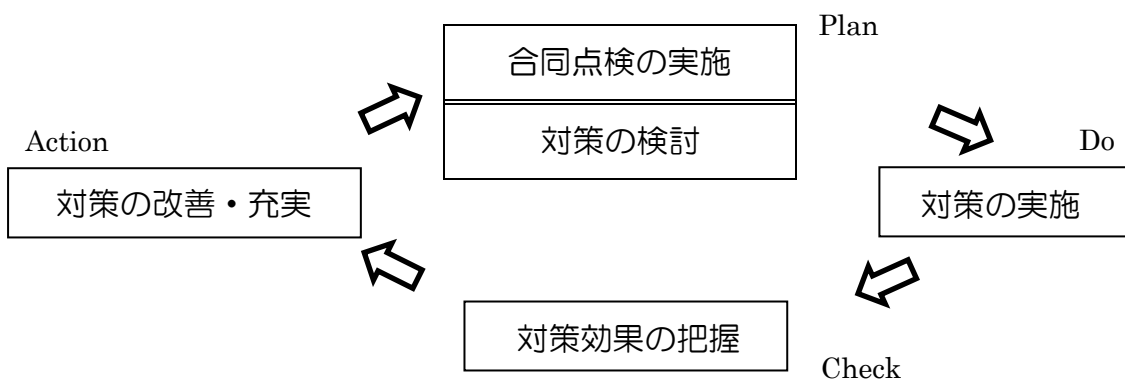 Plan
合同点検の実施
対策の検討
Action
Do
対策の改善・充実
対策の実施
対策効果の把握
Check